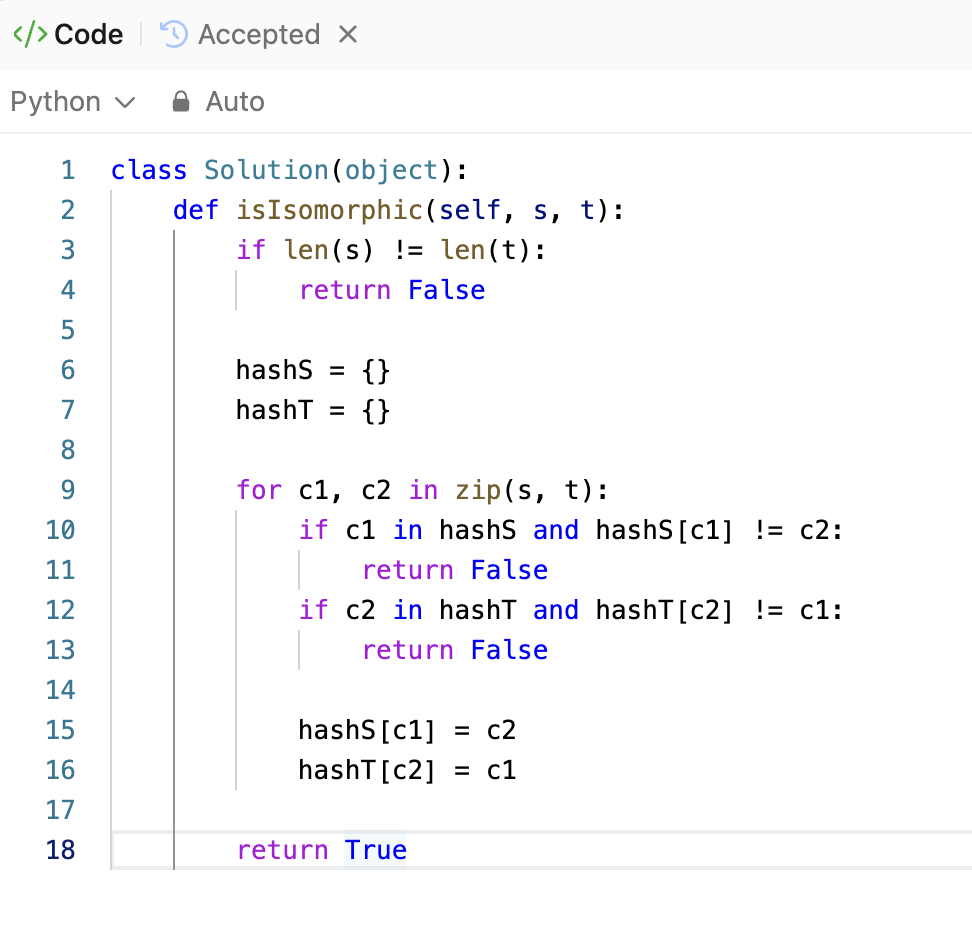 </> Code | Accepted ×
Python Auto
1 class Solution(object):
2     def isIsomorphic(self, s, t):
3         if len(s) != len(t):
4             return False
5
6         hashS = {}
7         hashT = {}
8
9         for c1, c2 in zip(s, t):
10             if c1 in hashS and hashS[c1] != c2:
11                 return False
12             if c2 in hashT and hashT[c2] != c1:
13                 return False
14
15             hashS[c1] = c2
16             hashT[c2] = c1
17
18         return True